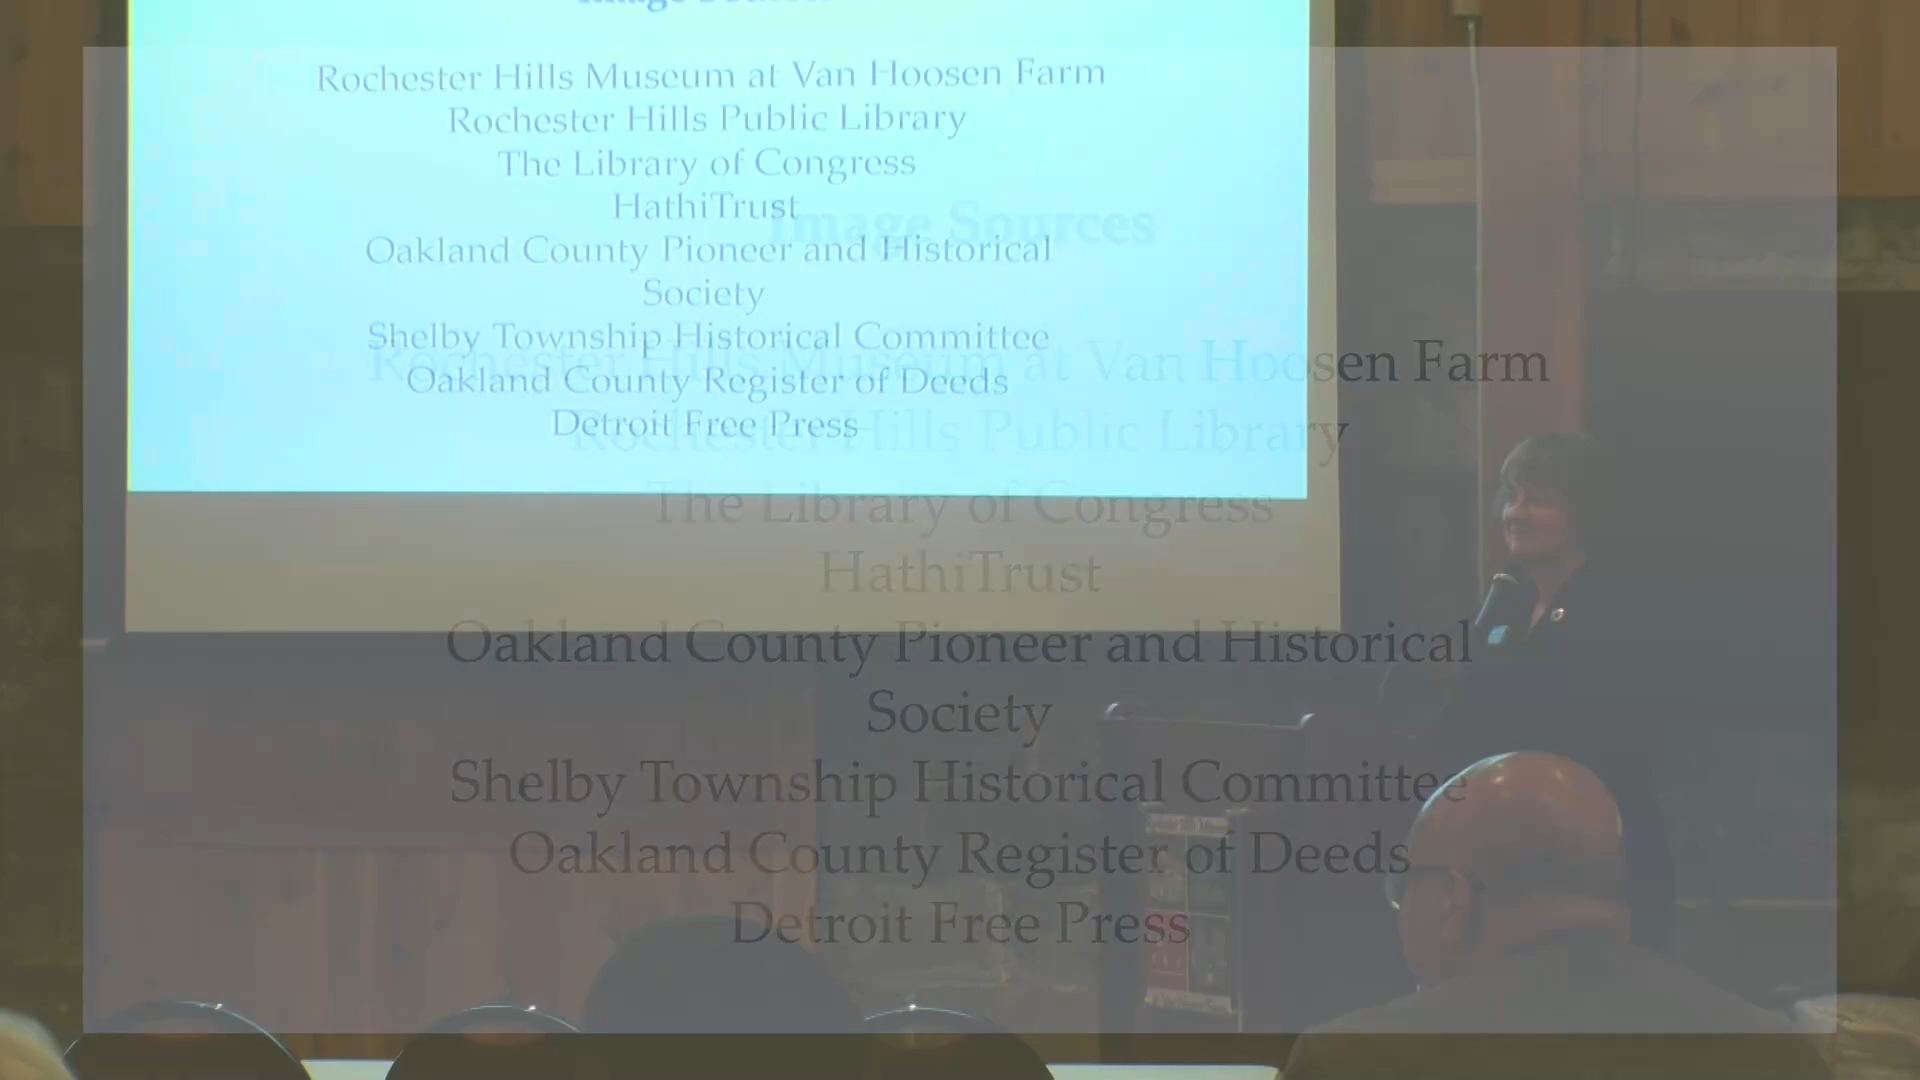 Image Sources
Rochester Hills Museum at Van Hoosen Farm
Rochester Hills Public Library
The Library of Congress
HathiTrust
Oakland County Pioneer and Historical
Society
Shelby Township Historical Committee
Oakland County Register of Deeds
Detroit Free Press
Image Sources
Rochester Hills Museum at Van Hoosen Farm
Rochester Hills Public Library
The Library of Congress
HathiTrust
Oakland County Pioneer and Historical
Society
Shelby Township Historical Committee
Oakland County Register of Deeds
Detroit Free Press